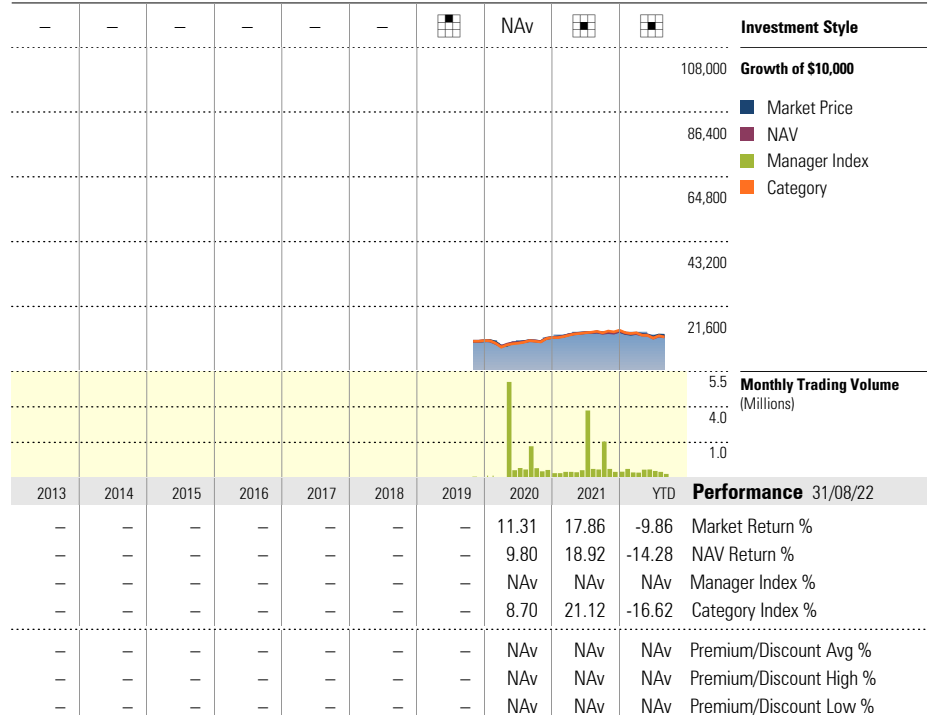 – – – – – – NAv Investment Style
108,000 Growth of $10,000
Market Price
86,400 NAV
Manager Index
Category
64,800
43,200
21,600
5.5 Monthly Trading Volume
(Millions)
4.0
1.0
2013 2014 2015 2016 2017 2018 2019 2020 2021 YTD Performance 31/08/22
– – – – – – – 11.31 17.86 -9.86 Market Return %
– – – – – – – 9.80 18.92 -14.28 NAV Return %
– – – – – – – NAv NAv NAv Manager Index %
– – – – – – – 8.70 21.12 -16.62 Category Index %
– – – – – – – NAv NAv NAv Premium/Discount Avg %
– – – – – – – NAv NAv NAv Premium/Discount High %
– – – – – – – NAv NAv NAv Premium/Discount Low %